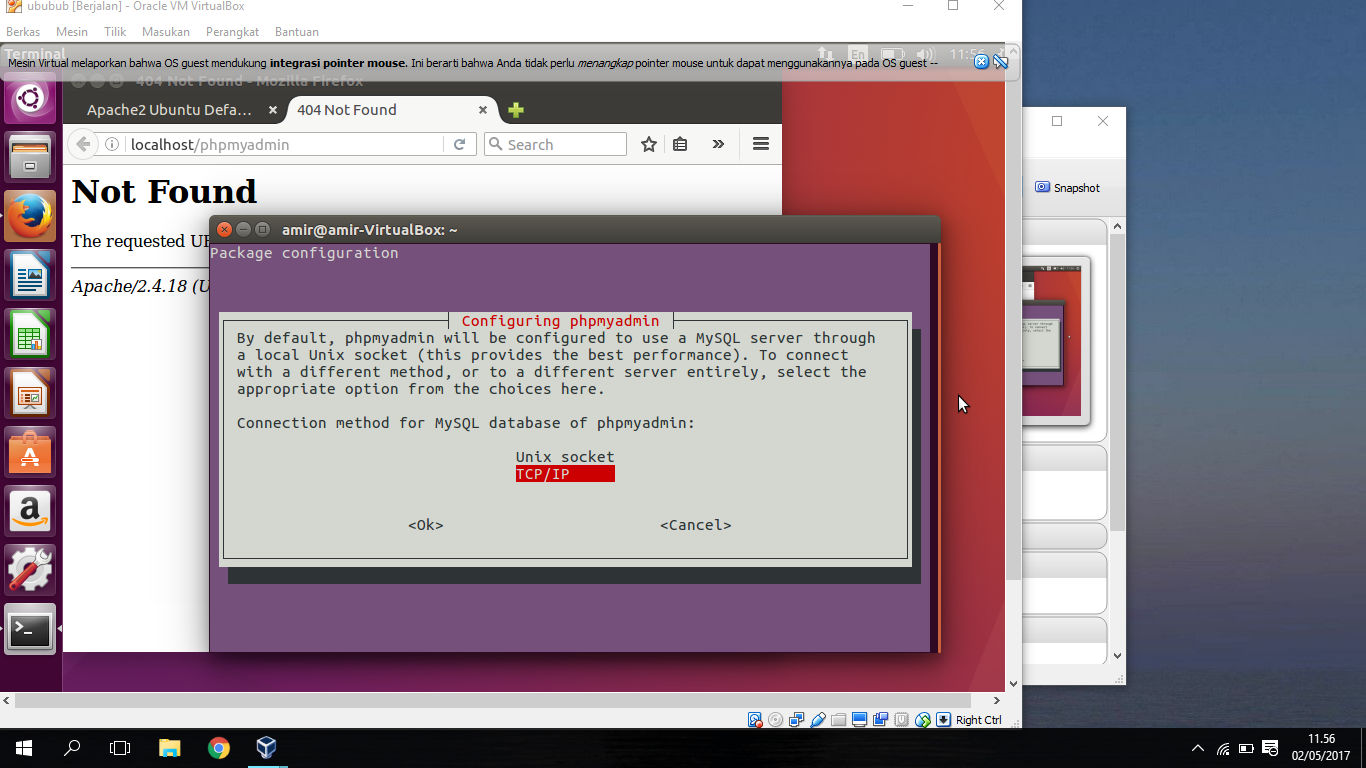 ububub [Berjalan] - Oracle VM VirtualBox
Berkas Mesin Tilik Masukan Perangkat Bantuan
Terminal En 11:56
Mesin Virtual melaporkan bahwa OS guest mendukung integrasi pointer mouse. Ini berarti bahwa Anda tidak perlu menangkap pointer mouse untuk dapat menggunakannya pada OS guest --
404 Not Found - Mozilla Firefox
Apache2 Ubuntu Defa... 404 Not Found
localhost/phpmyadmin Search
Not Found
The requested
Apache/2.4.18 (U
Snapshot
amir@amir-VirtualBox: ~
Package configuration
Configuring phpmyadmin
By default, phpmyadmin will be configured to use a MySQL server through
a local Unix socket (this provides the best performance). To connect
with a different method, or to a different server entirely, select the
appropriate option from the choices here.
Connection method for MySQL database of phpmyadmin:
Unix socket
TCP/IP
<Ok> <Cancel>
Right Ctrl
11.56
02/05/2017